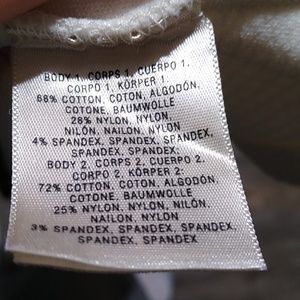 BODY 1, CORPS 1, CUERPO 1,
CORPO 1, KÖRPER 1.
68% COTTON, COTON, ALGODÓN,
COTONE, BAUMWOLLE
28% NYLON, NYLON,
NILÓN, NAILON, NYLON
4% SPANDEX, SPANDEX, SPANDEX,
SPANDEX, SPANDEX
BODY 2, CORPS 2, CUERPO 2,
CORPO 2, KÖRPER 2.
72% COTTON, COTON, ALGODÓN,
COTONE, BAUMWOLLE
25% NYLON, NYLON, NILÓN,
NAILON, NYLON
3% SPANDEX, SPANDEX, SPANDEX,
SPANDEX, SPANDEX